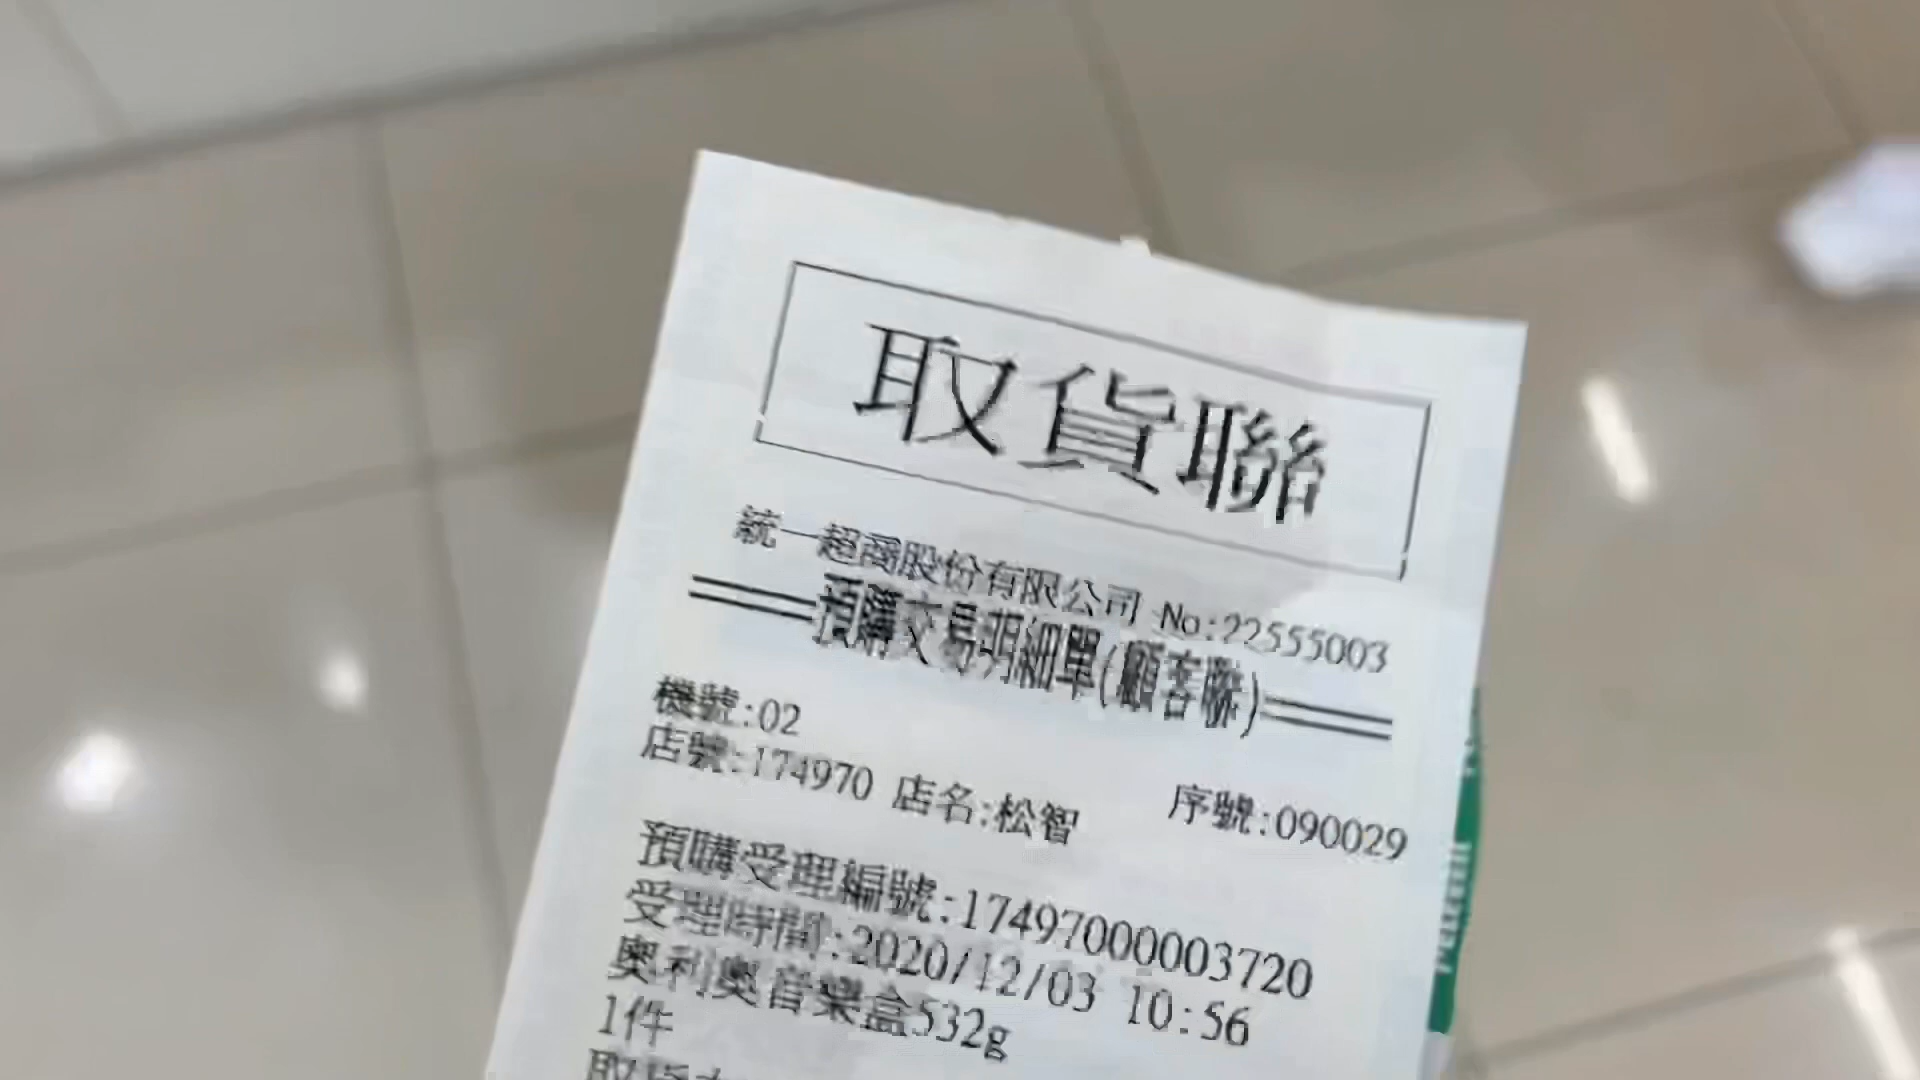 取貨聯
統一超商股份有限公司 No:22555003
預購交易明細單(顧客聯)
機號:02
店號:174970 店名:松智 序號:090029
預購受理編號:17497000003720
受理時間:2020/12/03 10:56
奧利奧音樂盒532g
1件